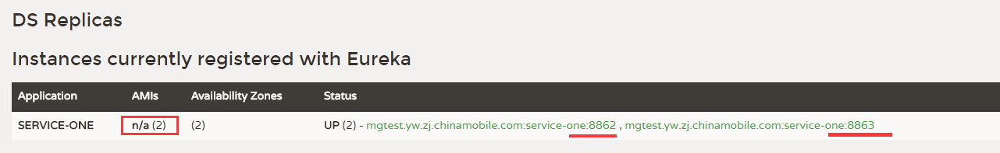 DS Replicas
Instances currently registered with Eureka
Application AMIs Availability Zones Status
SERVICE-ONE n/a (2) (2) UP (2) - mgtest.yw.zj.chinamobile.com:service-one:8862 , mgtest.yw.zj.chinamobile.com:service-one:8863